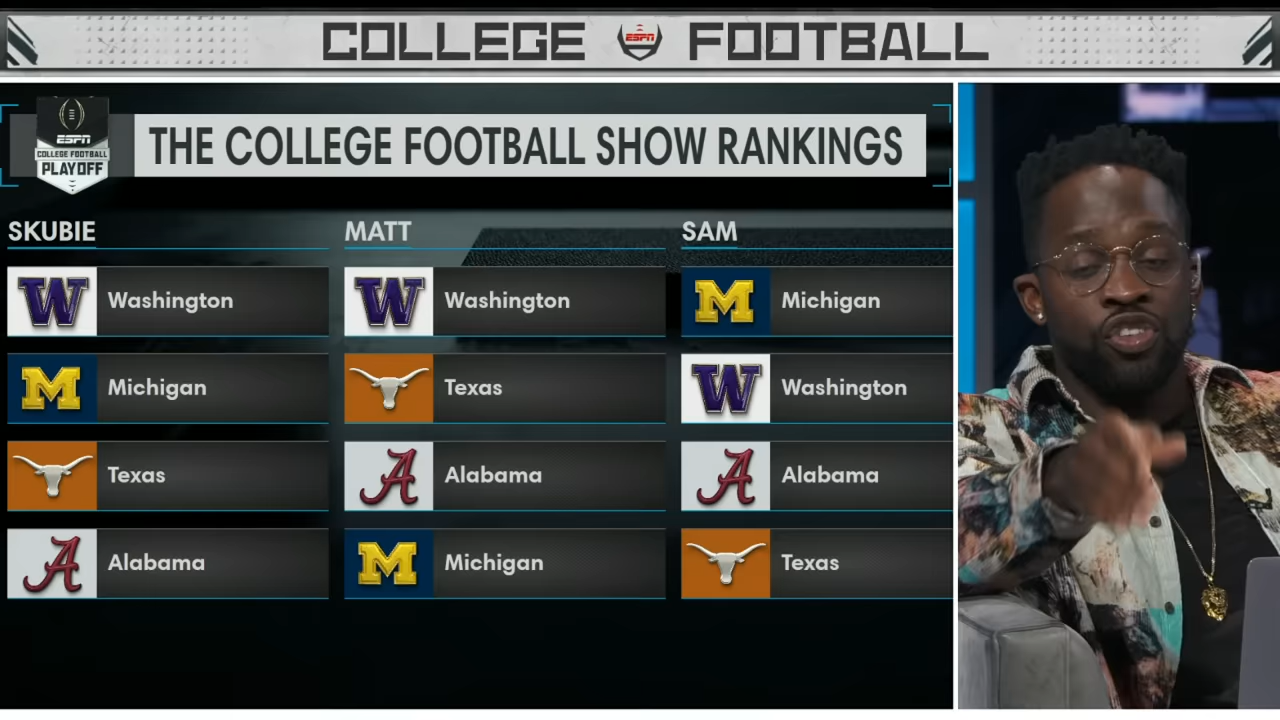 COLLEGE ESPN FOOTBALL
ESPN
COLLEGE FOOTBALL
PLAYOFF
THE COLLEGE FOOTBALL SHOW RANKINGS
SKUBIE
W Washington
M Michigan
Texas
A Alabama
MATT
W Washington
Texas
A Alabama
M Michigan
SAM
M Michigan
W Washington
A Alabama
Texas